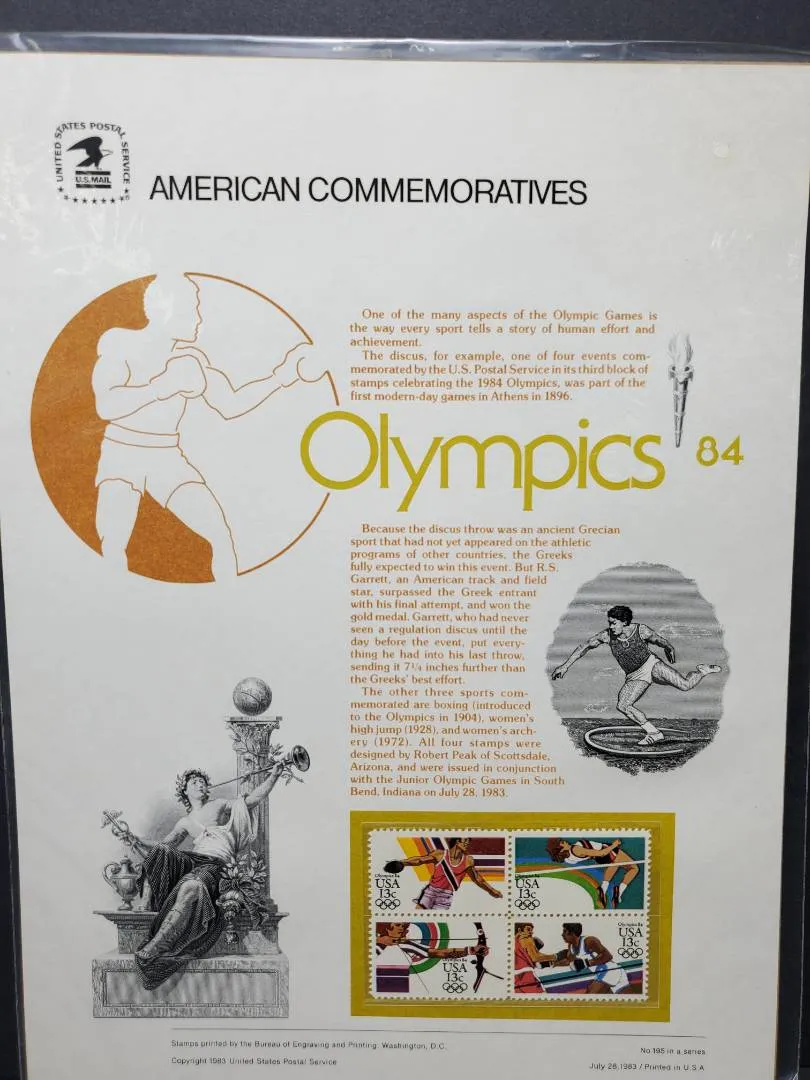 UNITED STATES POSTAL SERVICE
U.S.MAIL
AMERICAN COMMEMORATIVES
One of the many aspects of the Olympic Games is
the way every sport tells a story of human effort and
achievement.
The discus, for example, one of four events com-
memorated by the U.S. Postal Service in its third block of
stamps celebrating the 1984 Olympics, was part of the
first modern-day games in Athens in 1896.
Olympics 84
Because the discus throw was an ancient Grecian
sport that had not yet appeared on the athletic
programs of other countries, the Greeks
fully expected to win this event. But R.S.
Garrett, an American track and field
star, surpassed the Greek entrant
with his final attempt, and won the
gold medal. Garrett, who had never
seen a regulation discus until the
day before the event, put every-
thing he had into his last throw,
sending it 7¼ inches further than
the Greeks' best effort.
The other three sports com-
memorated are boxing (introduced
to the Olympics in 1904), women's
high jump (1928), and women's arch-
ery (1972). All four stamps were
designed by Robert Peak of Scottsdale,
Arizona, and were issued in conjunction
with the Junior Olympic Games in South
Bend, Indiana on July 28, 1983.
Olympics 84
USA
13c
Olympics 84
USA
13c
Olympics 84
USA
13c
Olympics 84
USA
13c
Stamps printed by the Bureau of Engraving and Printing: Washington, D.C.
Copyright 1983 United States Postal Service
No.195 in a series
July 28,1983 / Printed in U.S.A